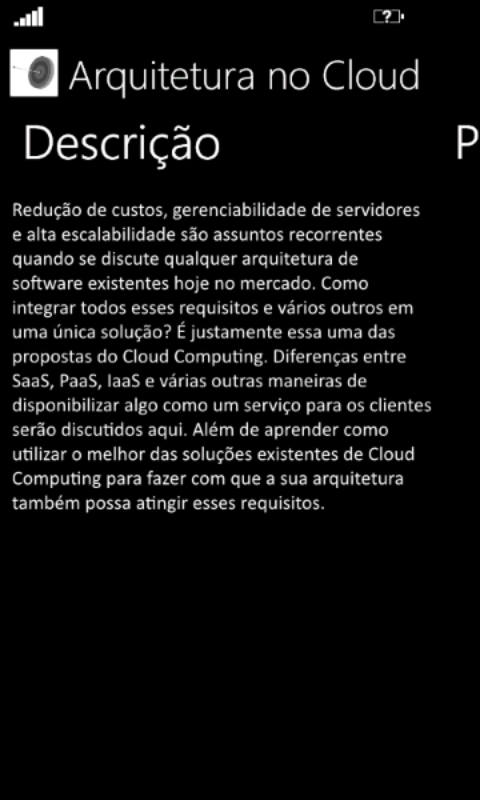 Arquitetura no Cloud
Descrição P
Redução de custos, gerenciabilidade de servidores
e alta escalabilidade são assuntos recorrentes
quando se discute qualquer arquitetura de
software existentes hoje no mercado. Como
integrar todos esses requisitos e vários outros em
uma única solução? É justamente essa uma das
propostas do Cloud Computing. Diferenças entre
SaaS, PaaS, IaaS e várias outras maneiras de
disponibilizar algo como um serviço para os clientes
serão discutidos aqui. Além de aprender como
utilizar o melhor das soluções existentes de Cloud
Computing para fazer com que a sua arquitetura
também possa atingir esses requisitos.